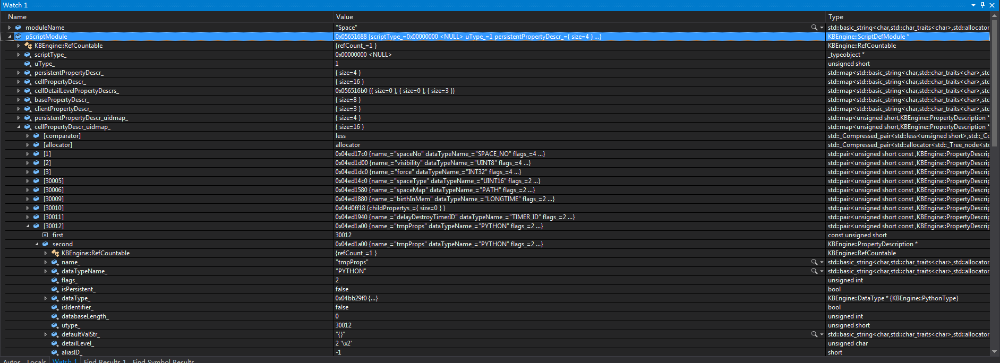 Watch 1
Name Value Type
moduleName "Space" std::basic_string<char,std::char_traits<char>,std::allocator
pScriptModule 0x05651688 {scriptType_=0x00000000 <NULL> uType_=1 persistentPropertyDescr_={ size=4 } ...} KBEngine::ScriptDefModule *
KBEngine::RefCountable {refCount_=1 } KBEngine::RefCountable
scriptType_ 0x00000000 <NULL> _typeobject *
uType_ 1 unsigned short
persistentPropertyDescr_ { size=4 } std::map<std::basic_string<char,std::char_traits<char>,std
cellPropertyDescr_ { size=16 } std::map<std::basic_string<char,std::char_traits<char>,std
cellDetailLevelPropertyDescrs_ 0x056516b0 {{ size=0 }, { size=0 }, { size=3 }} std::map<std::basic_string<char,std::char_traits<char>,std
basePropertyDescr_ { size=8 } std::map<std::basic_string<char,std::char_traits<char>,std
clientPropertyDescr_ { size=3 } std::map<std::basic_string<char,std::char_traits<char>,std
persistentPropertyDescr_uidmap_ { size=4 } std::map<unsigned short,KBEngine::PropertyDescription *
cellPropertyDescr_uidmap_ { size=16 } std::map<unsigned short,KBEngine::PropertyDescription *
[comparator] less std::_Compressed_pair<std::less<unsigned short>,std::_Co
[allocator] allocator std::_Compressed_pair<std::allocator<std::_Tree_node<std
[1] 0x04ed17c0 {name_="spaceNo" dataTypeName_="SPACE_NO" flags_=4 ...} std::pair<unsigned short const ,KBEngine::PropertyDescrip
[2] 0x04ed1d00 {name_="visibility" dataTypeName_="UINT8" flags_=4 ...} std::pair<unsigned short const ,KBEngine::PropertyDescrip
[3] 0x04ed1dc0 {name_="force" dataTypeName_="INT32" flags_=4 ...} std::pair<unsigned short const ,KBEngine::PropertyDescrip
[30005] 0x04ed14c0 {name_="spaceType" dataTypeName_="UINT16" flags_=2 ...} std::pair<unsigned short const ,KBEngine::PropertyDescrip
[30006] 0x04ed1580 {name_="spaceMap" dataTypeName_="PATH" flags_=2 ...} std::pair<unsigned short const ,KBEngine::PropertyDescrip
[30009] 0x04ed1880 {name_="birthInMem" dataTypeName_="LONGTIME" flags_=2 ...} std::pair<unsigned short const ,KBEngine::PropertyDescrip
[30010] 0x04d0ff18 {childPropertys_={ size=0 } } std::pair<unsigned short const ,KBEngine::PropertyDescrip
[30011] 0x04ed1940 {name_="delayDestroyTimerID" dataTypeName_="TIMER_ID" flags_=2 ...} std::pair<unsigned short const ,KBEngine::PropertyDescrip
[30012] 0x04ed1a00 {name_="tmpProps" dataTypeName_="PYTHON" flags_=2 ...} std::pair<unsigned short const ,KBEngine::PropertyDescrip
first 30012 const unsigned short
second 0x04ed1a00 {name_="tmpProps" dataTypeName_="PYTHON" flags_=2 ...} KBEngine::PropertyDescription *
KBEngine::RefCountable {refCount_=1 } KBEngine::RefCountable
name_ "tmpProps" std::basic_string<char,std::char_traits<char>,std::allocator
dataTypeName_ "PYTHON" std::basic_string<char,std::char_traits<char>,std::allocator
flags_ 2 unsigned int
isPersistent_ false bool
dataType_ 0x04bb29f0 {...} KBEngine::DataType * {KBEngine::PythonType}
isIdentifier_ false bool
databaseLength_ 0 unsigned int
utype_ 30012 unsigned short
defaultValStr_ "{}" std::basic_string<char,std::char_traits<char>,std::allocator
detailLevel_ 2 '\x2' unsigned char
aliasID_ -1 short
Autos Locals Watch 1 Find Results 1 Find Symbol Results